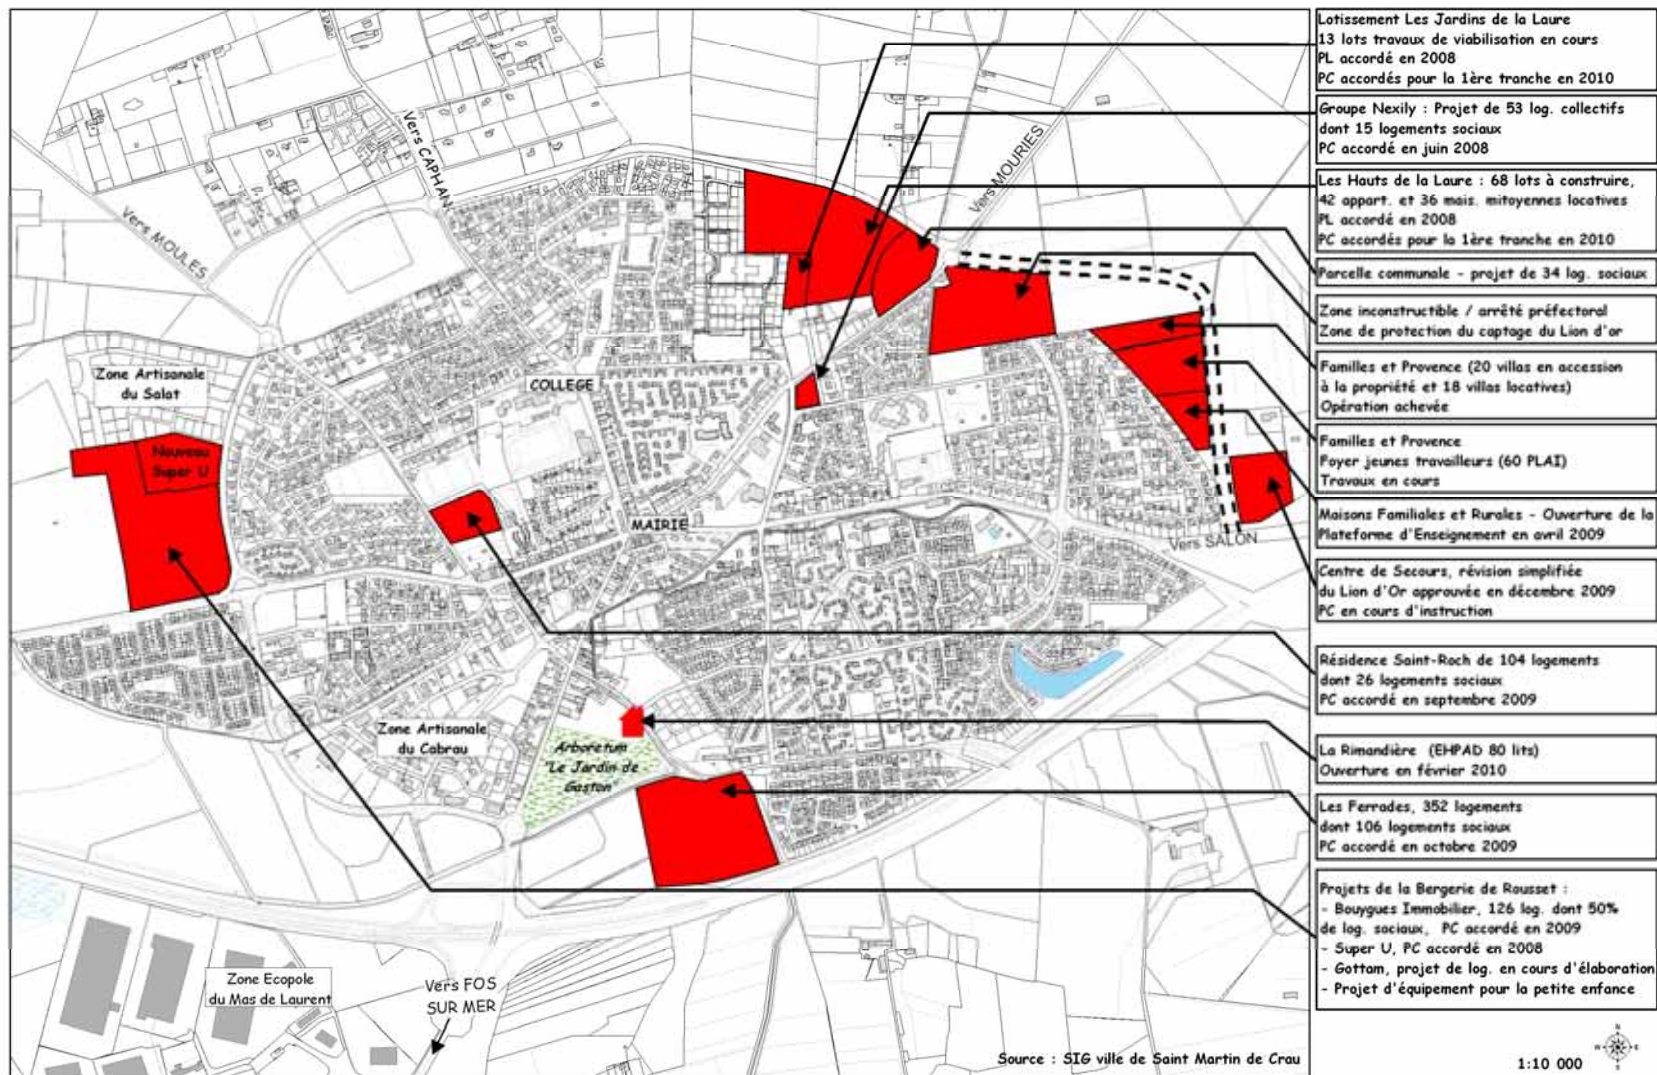 Vers CAPHAN
Vers MOURIES
Vers MOULES
Zone Artisanale
du Salat
COLLEGE
Nouveau
Super U
MAIRIE
Vers SALON
Zone Artisanale
du Cabrau
Arboretum
"Le Jardin de
Gaston"
Zone Ecopole
du Mas de Laurent
Vers FOS
SUR MER
Source : SIG ville de Saint Martin de Crau
Lotissement Les Jardins de la Laure
13 lots travaux de viabilisation en cours
PL accordé en 2008
PC accordés pour la 1ère tranche en 2010
Groupe Nexily : Projet de 53 log. collectifs
dont 15 logements sociaux
PC accordé en juin 2008
Les Hauts de la Laure : 68 lots à construire,
42 appart. et 36 mais. mitoyennes locatives
PL accordé en 2008
PC accordés pour la 1ère tranche en 2010
Parcelle communale - projet de 34 log. sociaux
Zone inconstructible / arrêté préfectoral
Zone de protection du captage du Lion d'or
Familles et Provence (20 villas en accession
à la propriété et 18 villas locatives)
Opération achevée
Familles et Provence
Foyer jeunes travailleurs (60 PLAI)
Travaux en cours
Maisons Familiales et Rurales - Ouverture de la
Plateforme d'Enseignement en avril 2009
Centre de Secours, révision simplifiée
du Lion d'Or approuvée en décembre 2009
PC en cours d'instruction
Résidence Saint-Roch de 104 logements
dont 26 logements sociaux
PC accordé en septembre 2009
La Rimandière (EHPAD 80 lits)
Ouverture en février 2010
Les Ferrades, 352 logements
dont 106 logements sociaux
PC accordé en octobre 2009
Projets de la Bergerie de Rousset :
- Bouygues Immobilier, 126 log. dont 50%
de log. sociaux, PC accordé en 2009
- Super U, PC accordé en 2008
- Gottam, projet de log. en cours d'élaboration
- Projet d'équipement pour la petite enfance
N
W
E
S
1:10 000